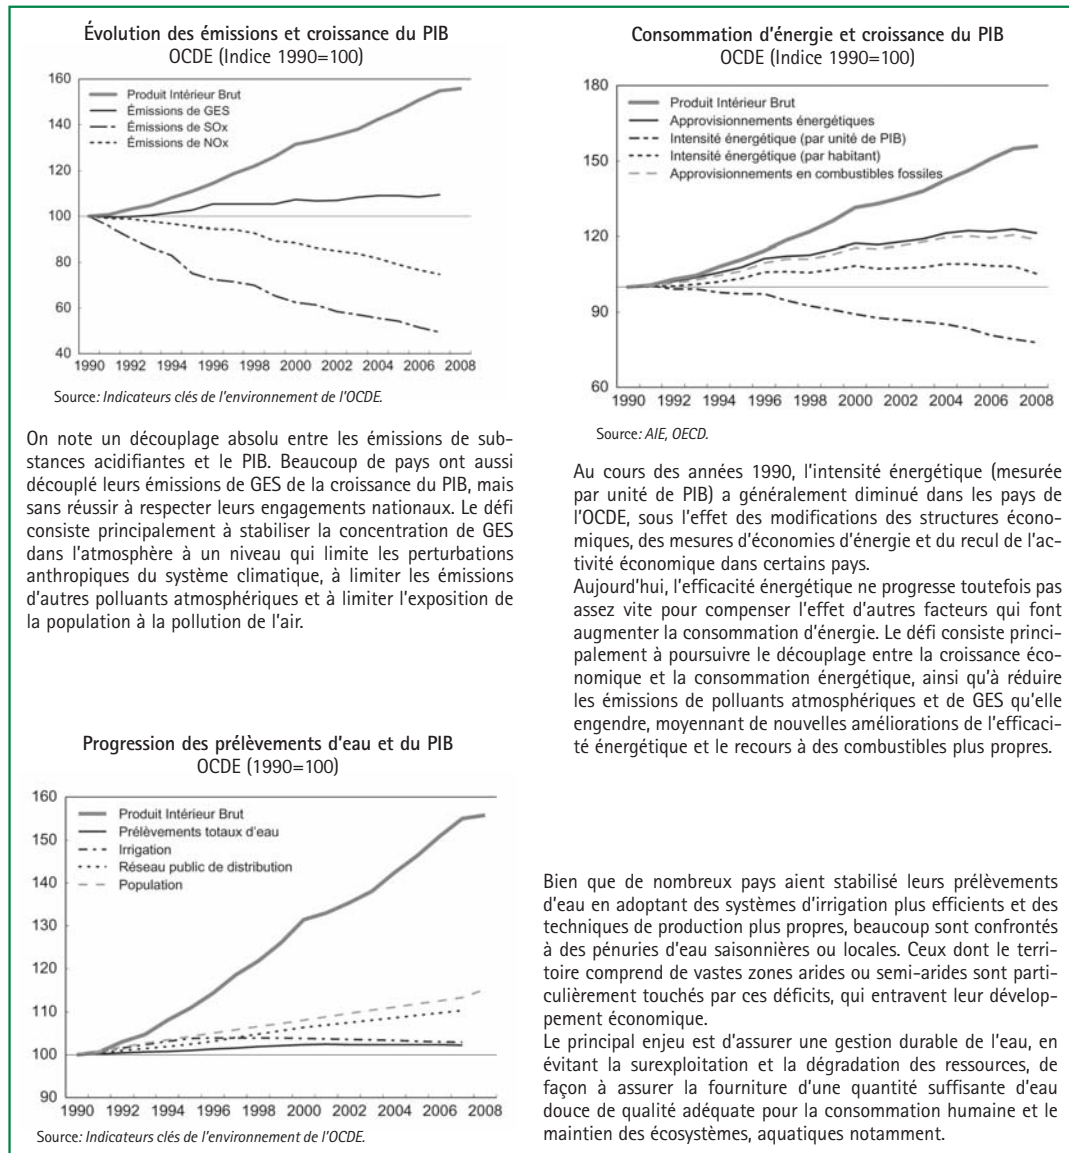 Évolution des émissions et croissance du PIB
OCDE (Indice 1990=100)
160
140
120
100
80
60
40
Produit Intérieur Brut
Émissions de GES
Émissions de SOx
Émissions de NOx
1990 1992 1994 1996 1998 2000 2002 2004 2006 2008
Source: Indicateurs clés de l'environnement de l'OCDE.
On note un découplage absolu entre les émissions de sub-
stances acidifiantes et le PIB. Beaucoup de pays ont aussi
découplé leurs émissions de GES de la croissance du PIB, mais
sans réussir à respecter leurs engagements nationaux. Le défi
consiste principalement à stabiliser la concentration de GES
dans l'atmosphère à un niveau qui limite les perturbations
anthropiques du système climatique, à limiter les émissions
d'autres polluants atmosphériques et à limiter l'exposition de
la population à la pollution de l'air.
Consommation d'énergie et croissance du PIB
OCDE (Indice 1990=100)
180
150
120
90
60
Produit Intérieur Brut
Approvisionnements énergétiques
Intensité énergétique (par unité de PIB)
Intensité énergétique (par habitant)
Approvisionnements en combustibles fossiles
1990 1992 1994 1996 1998 2000 2002 2004 2006 2008
Source: AIE, OECD.
Au cours des années 1990, l'intensité énergétique (mesurée
par unité de PIB) a généralement diminué dans les pays de
l'OCDE, sous l'effet des modifications des structures écono-
miques, des mesures d'économies d'énergie et du recul de l'ac-
tivité économique dans certains pays.
Aujourd'hui, l'efficacité énergétique ne progresse toutefois pas
assez vite pour compenser l'effet d'autres facteurs qui font
augmenter la consommation d'énergie. Le défi consiste princi-
palement à poursuivre le découplage entre la croissance éco-
nomique et la consommation énergétique, ainsi qu'à réduire
les émissions de polluants atmosphériques et de GES qu'elle
engendre, moyennant de nouvelles améliorations de l'efficaci-
té énergétique et le recours à des combustibles plus propres.
Progression des prélèvements d'eau et du PIB
OCDE (1990=100)
160
150
140
130
120
110
100
90
Produit Intérieur Brut
Prélèvements totaux d'eau
Irrigation
Réseau public de distribution
Population
1990 1992 1994 1996 1998 2000 2002 2004 2006 2008
Source: Indicateurs clés de l'environnement de l'OCDE.
Bien que de nombreux pays aient stabilisé leurs prélèvements
d'eau en adoptant des systèmes d'irrigation plus efficients et des
techniques de production plus propres, beaucoup sont confrontés
à des pénuries d'eau saisonnières ou locales. Ceux dont le terri-
toire comprend de vastes zones arides ou semi-arides sont parti-
culièrement touchés par ces déficits, qui entravent leur dévelop-
pement économique.
Le principal enjeu est d'assurer une gestion durable de l'eau, en
évitant la surexploitation et la dégradation des ressources, de
façon à assurer la fourniture d'une quantité suffisante d'eau
douce de qualité adéquate pour la consommation humaine et le
maintien des écosystèmes, aquatiques notamment.